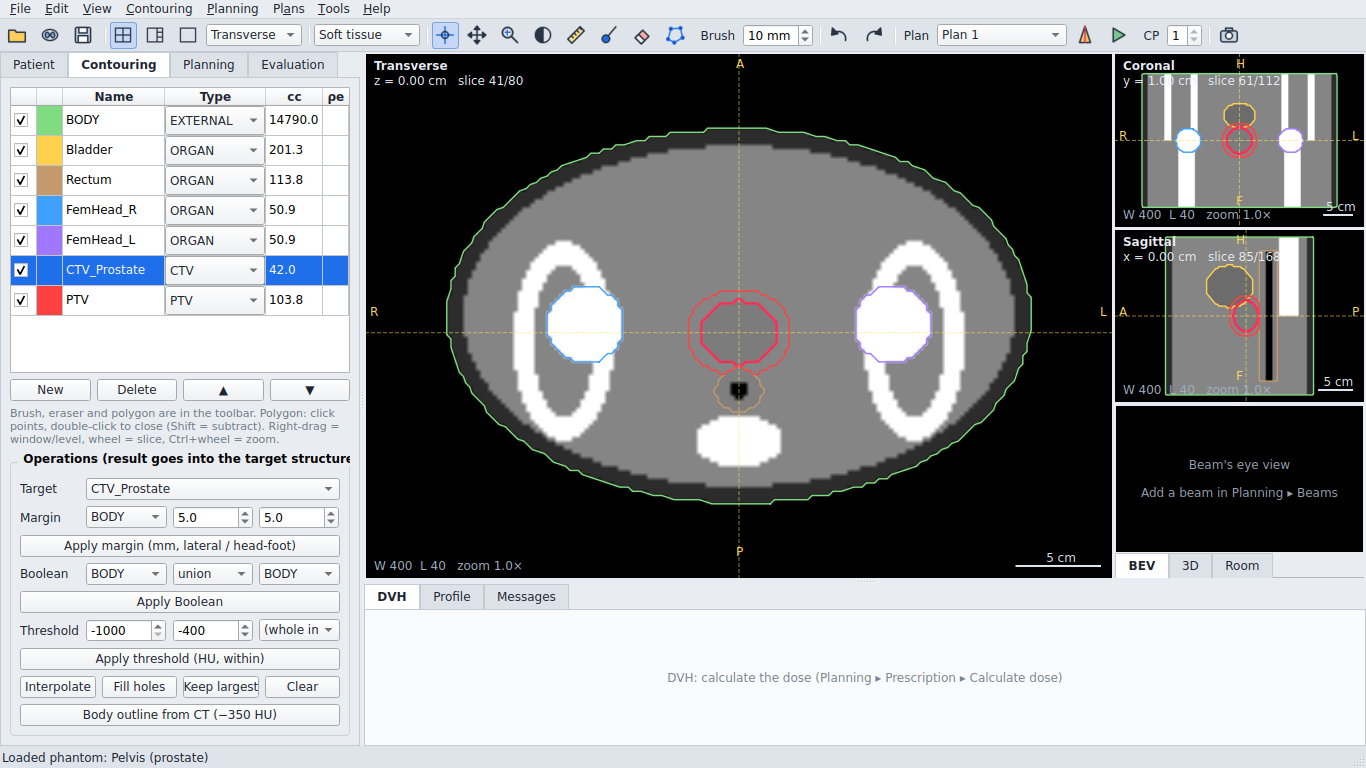 File Edit View Contouring Planning Plans Tools Help
Transverse Soft tissue Brush 10 mm Plan Plan 1 CP 1
Patient Contouring Planning Evaluation
Name Type cc ρe
BODY EXTERNAL 14790.0
Bladder ORGAN 201.3
Rectum ORGAN 113.8
FemHead_R ORGAN 50.9
FemHead_L ORGAN 50.9
CTV_Prostate CTV 42.0
PTV PTV 103.8
New Delete ▲ ▼
Brush, eraser and polygon are in the toolbar. Polygon: click
points, double-click to close (Shift = subtract). Right-drag =
window/level, wheel = slice, Ctrl+wheel = zoom.
Operations (result goes into the target structure
Target CTV_Prostate
Margin BODY 5.0 5.0
Apply margin (mm, lateral / head-foot)
Boolean BODY union BODY
Apply Boolean
Threshold -1000 -400 (whole in
Apply threshold (HU, within)
Interpolate Fill holes Keep largest Clear
Body outline from CT (−350 HU)
Loaded phantom: Pelvis (prostate)
Transverse
z = 0.00 cm slice 41/80
A
R
L
P
W 400 L 40 zoom 1.0×
5 cm
Coronal
y = 1.00 cm slice 61/112
H
R
L
F
W 400 L 40 zoom 1.0×
5 cm
Sagittal
x = 0.00 cm slice 85/168
H
A
P
F
W 400 L 40 zoom 1.0×
5 cm
Beam's eye view
Add a beam in Planning ▸ Beams
BEV 3D Room
DVH Profile Messages
DVH: calculate the dose (Planning ▸ Prescription ▸ Calculate dose)